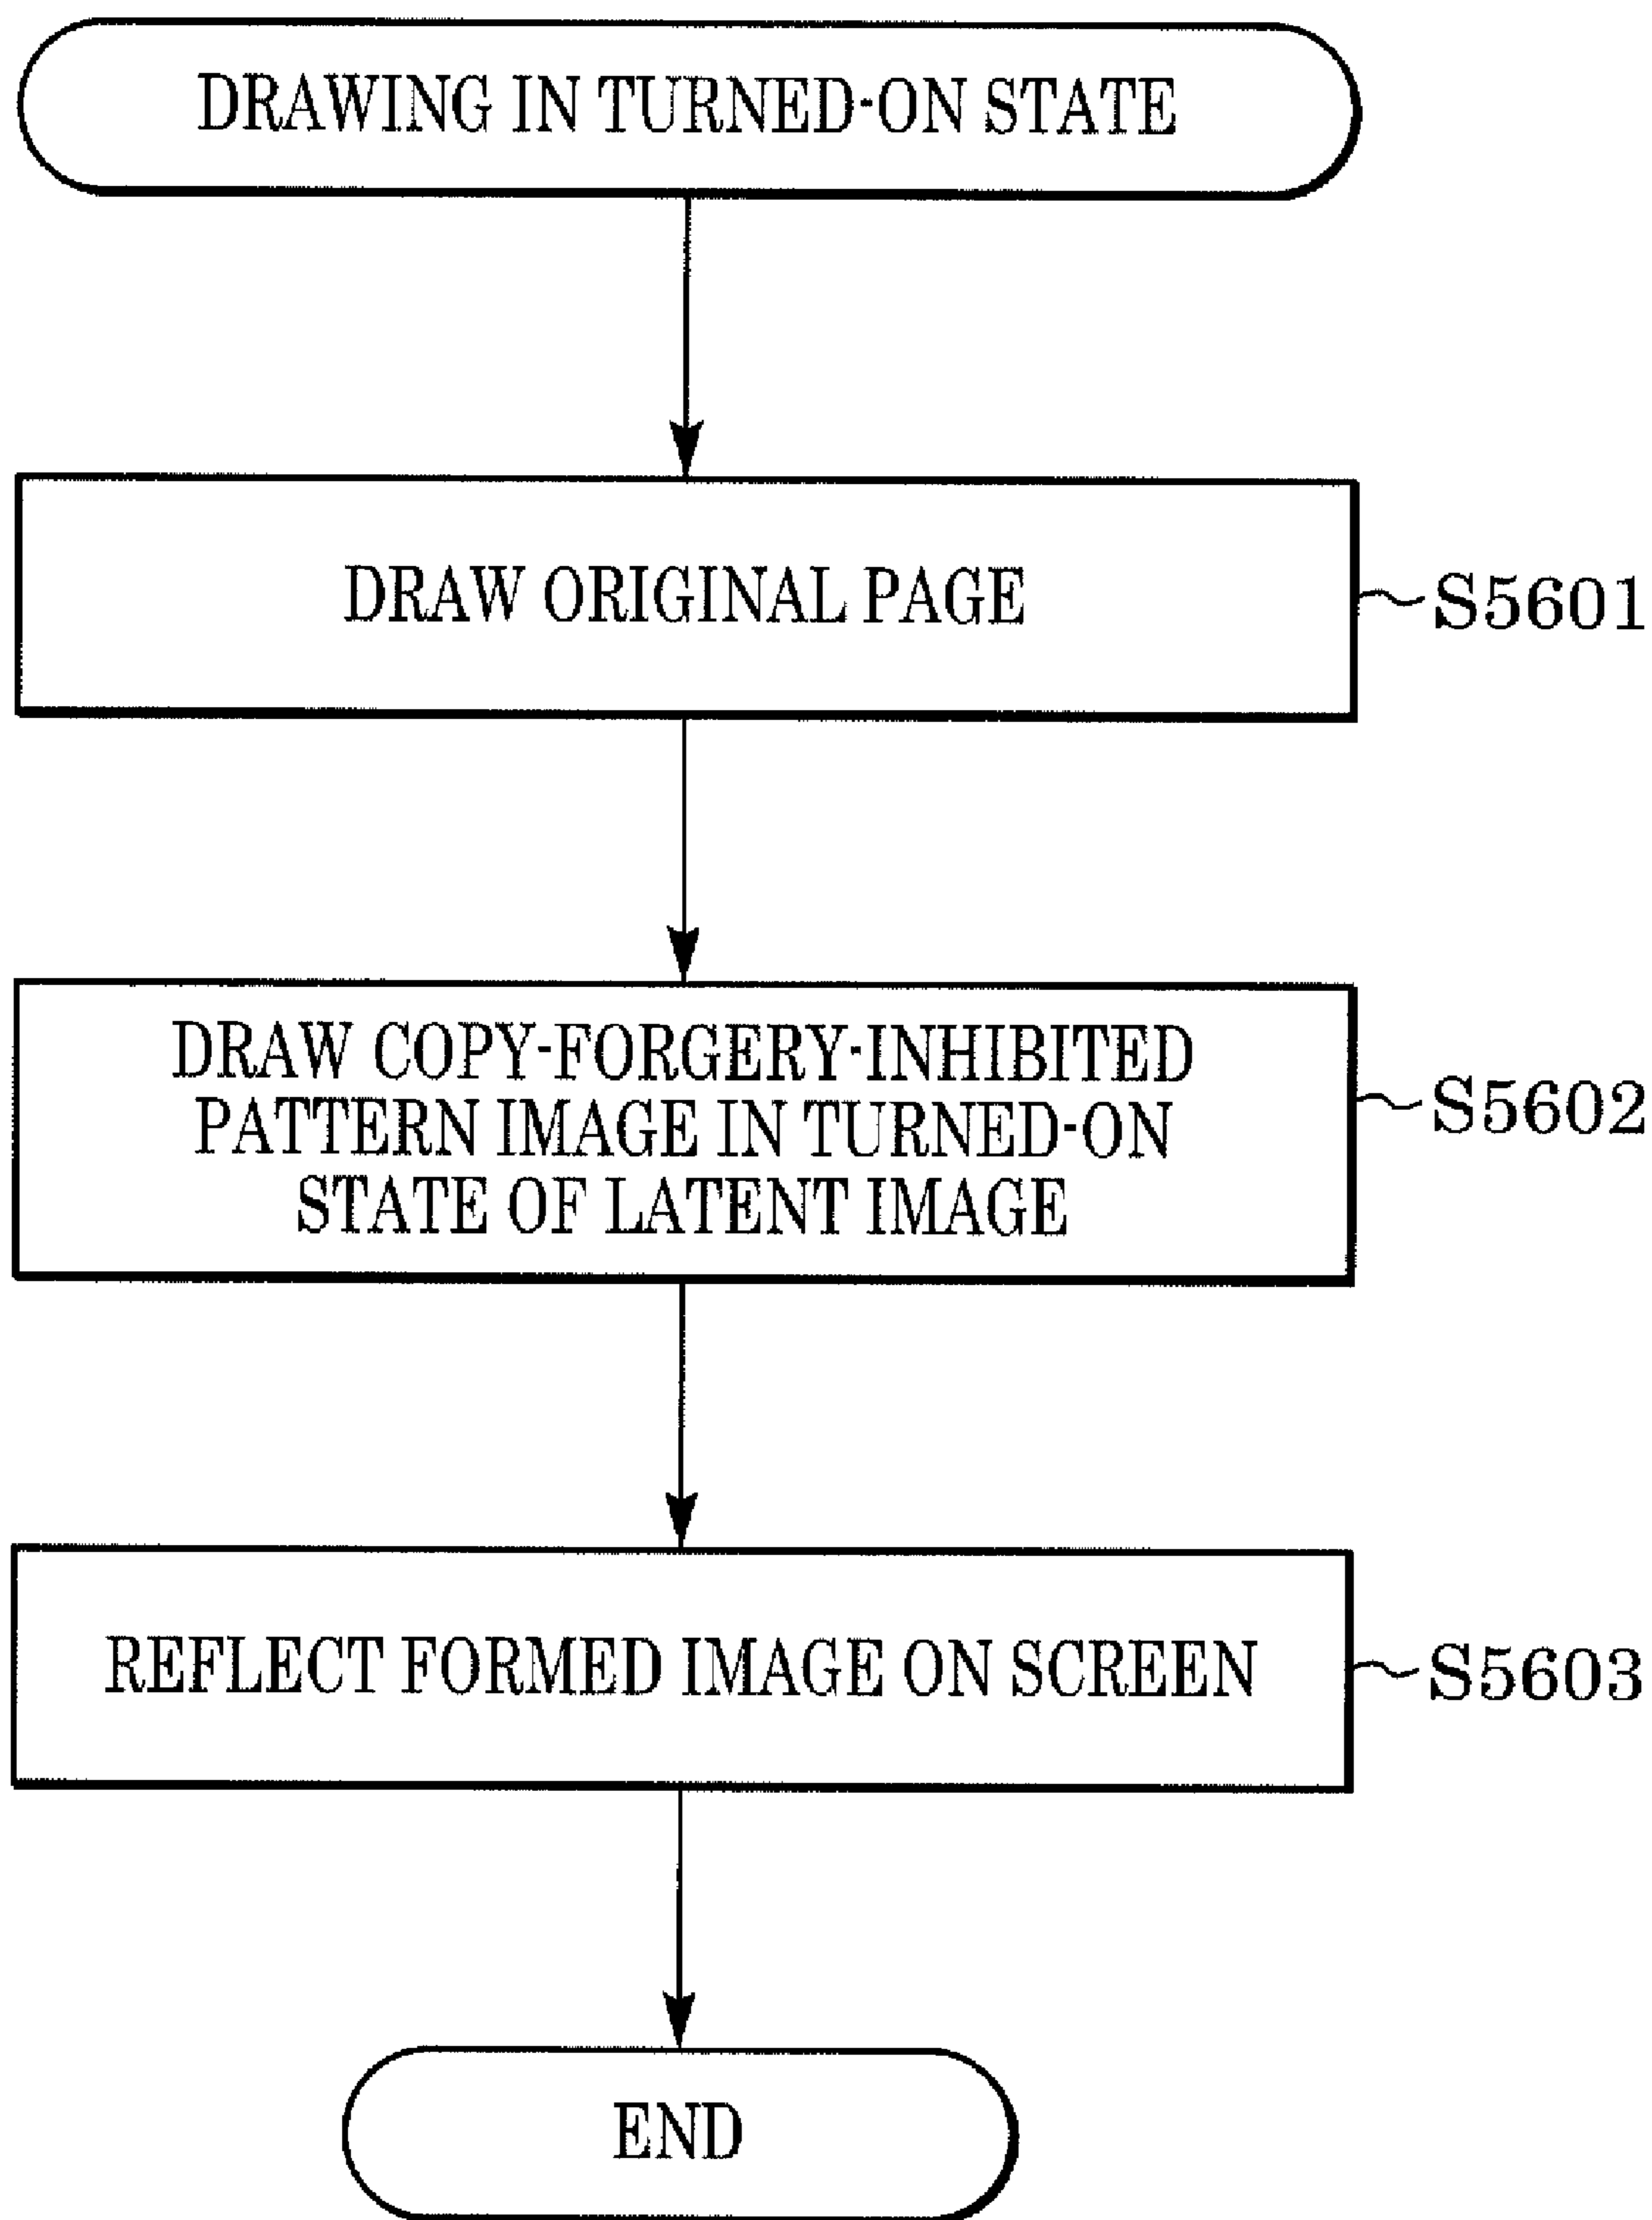 DRAWING IN TURNED-ON STATE
DRAW ORIGINAL PAGE
S5601
DRAW COPY-FORGERY-INHIBITED
PATTERN IMAGE IN TURNED-ON
STATE OF LATENT IMAGE
S5602
REFLECT FORMED IMAGE ON SCREEN
S5603
END